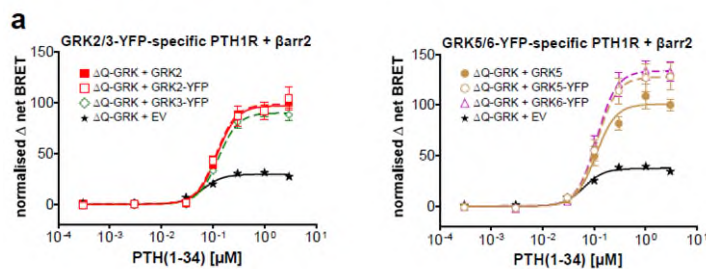 a
GRK2/3-YFP-specific PTH1R + βarr2
normalised Δ net BRET
150
100
50
0
ΔQ-GRK + GRK2
ΔQ-GRK + GRK2-YFP
ΔQ-GRK + GRK3-YFP
ΔQ-GRK + EV
10⁻⁴ 10⁻³ 10⁻² 10⁻¹ 10⁰ 10¹
PTH(1-34) [µM]
GRK5/6-YFP-specific PTH1R + βarr2
normalised Δ net BRET
150
100
50
0
ΔQ-GRK + GRK5
ΔQ-GRK + GRK5-YFP
ΔQ-GRK + GRK6-YFP
ΔQ-GRK + EV
10⁻⁴ 10⁻³ 10⁻² 10⁻¹ 10⁰ 10¹
PTH(1-34) [µM]